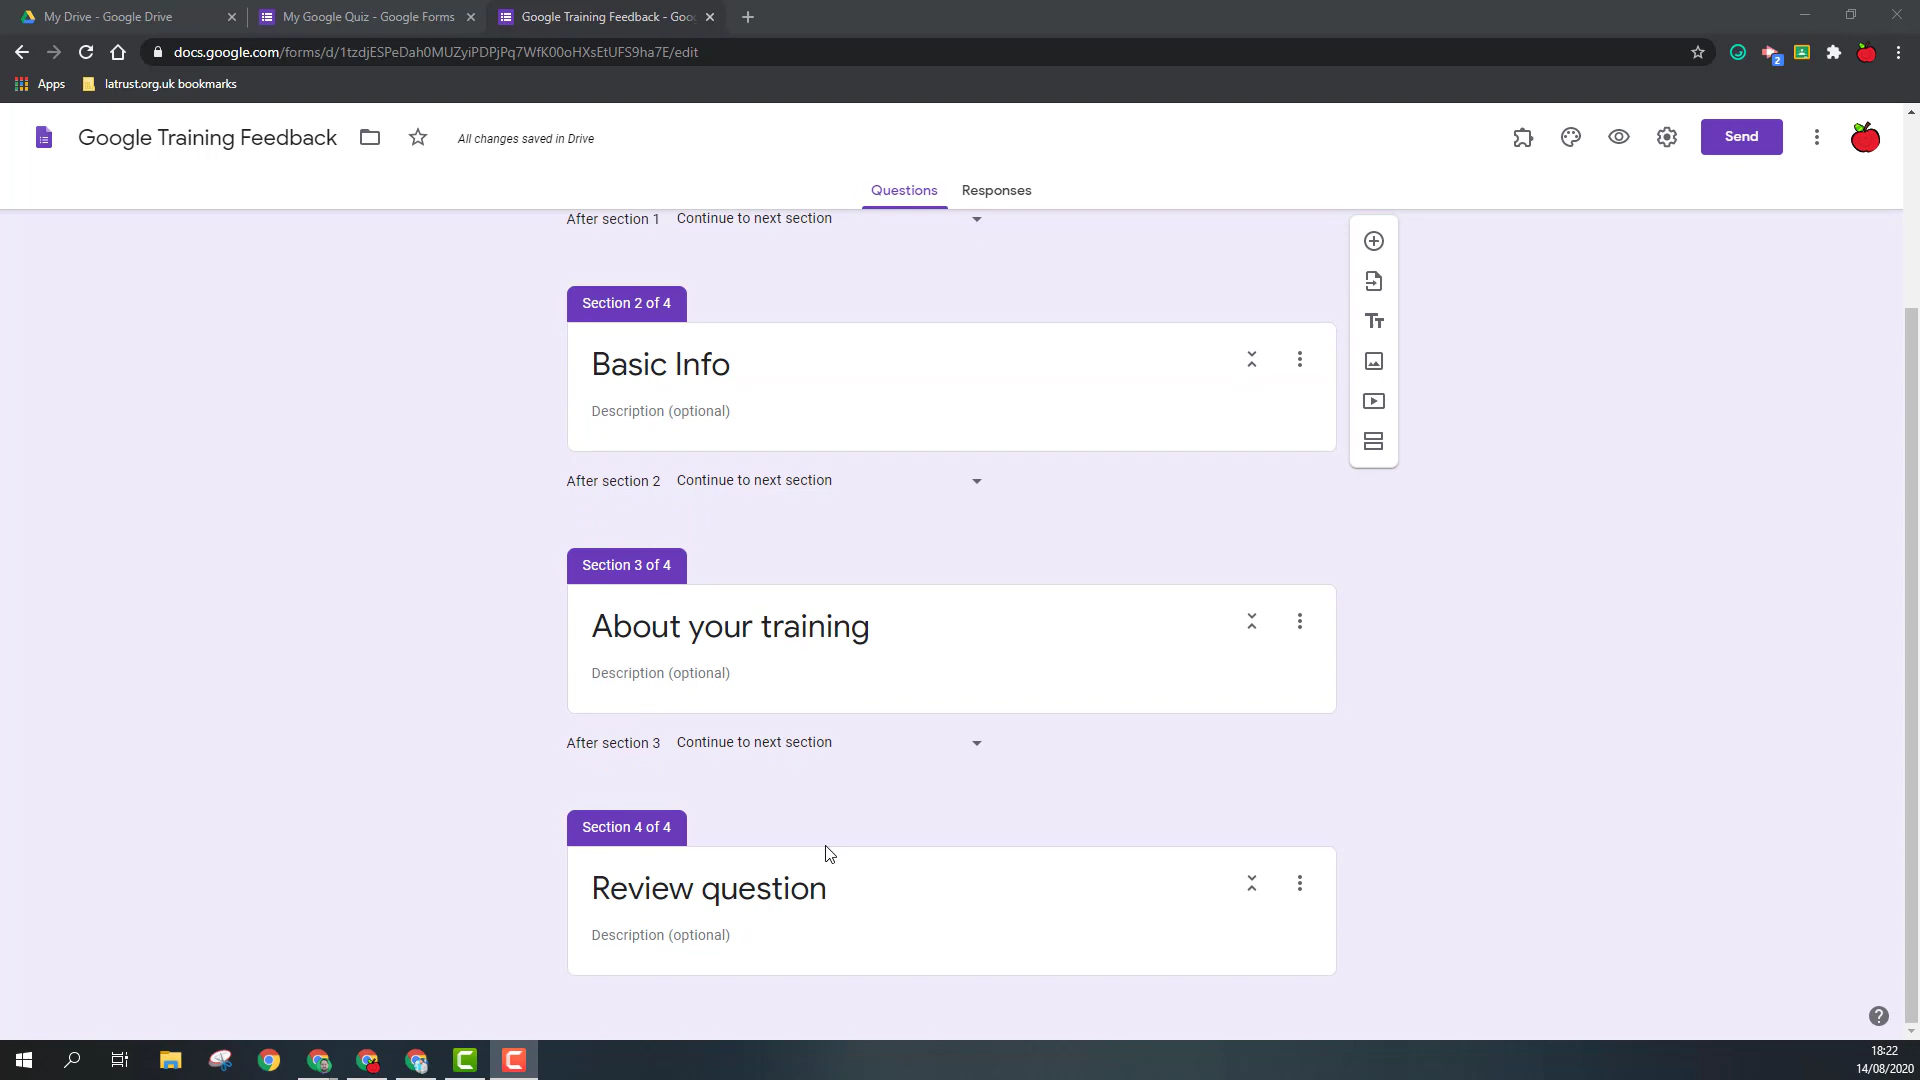 My Drive - Google Drive
My Google Quiz - Google Forms
Google Training Feedback - Goo
docs.google.com/forms/d/1tzdjESPeDah0MUZyiPDPjPq7WfK00oHXsEtUFS9ha7E/edit
2
Apps
latrust.org.uk bookmarks
Google Training Feedback
All changes saved in Drive
Send
Questions
Responses
After section 1 Continue to next section
Section 2 of 4
Basic Info
Description (optional)
After section 2 Continue to next section
Section 3 of 4
About your training
Description (optional)
After section 3 Continue to next section
Section 4 of 4
Review question
Description (optional)
18:22
14/08/2020